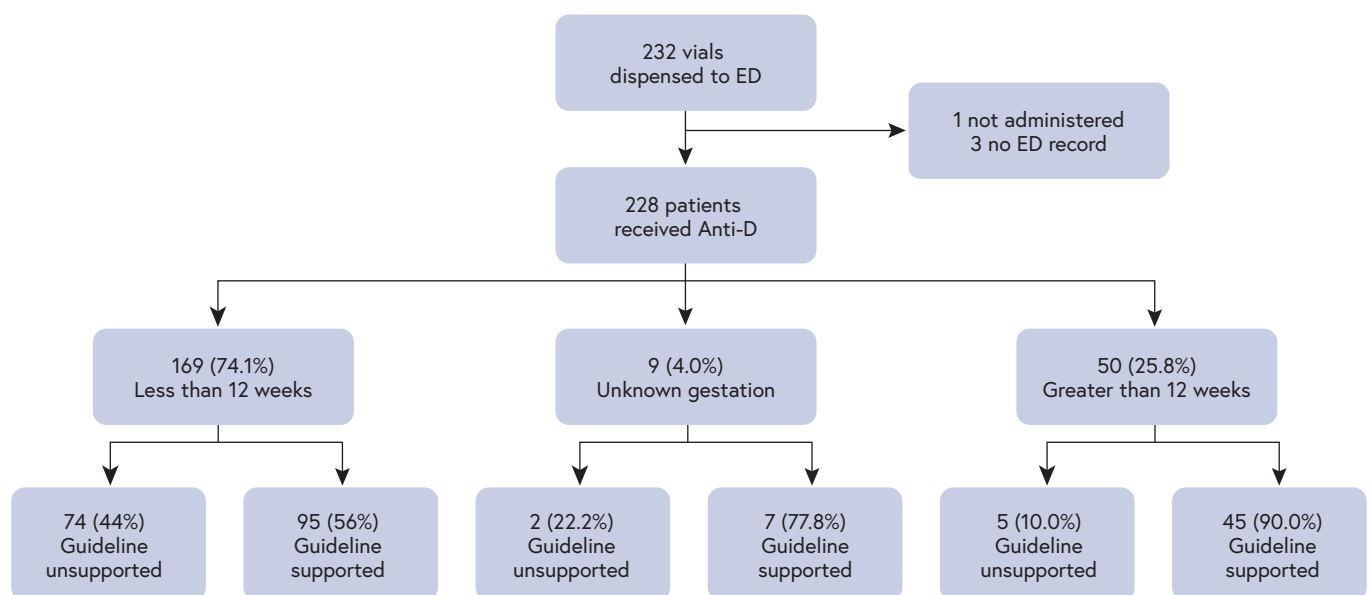 232 vials
dispensed to ED
1 not administered
3 no ED record
228 patients
received Anti-D
169 (74.1%)
Less than 12 weeks
9 (4.0%)
Unknown gestation
50 (25.8%)
Greater than 12 weeks
74 (44%)
Guideline
unsupported
95 (56%)
Guideline
supported
2 (22.2%)
Guideline
unsupported
7 (77.8%)
Guideline
supported
5 (10.0%)
Guideline
unsupported
45 (90.0%)
Guideline
supported